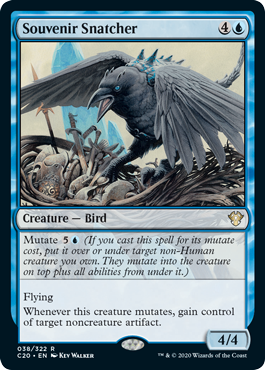 Souvenir Snatcher 4
Creature — Bird
Mutate 5 (If you cast this spell for its mutate
cost, put it over or under target non-Human
creature you own. They mutate into the creature
on top plus all abilities from under it.)
Flying
Whenever this creature mutates, gain control
of target noncreature artifact.
4/4
038/322 R
C20 • EN Key Walker
™ & © 2020 Wizards of the Coast